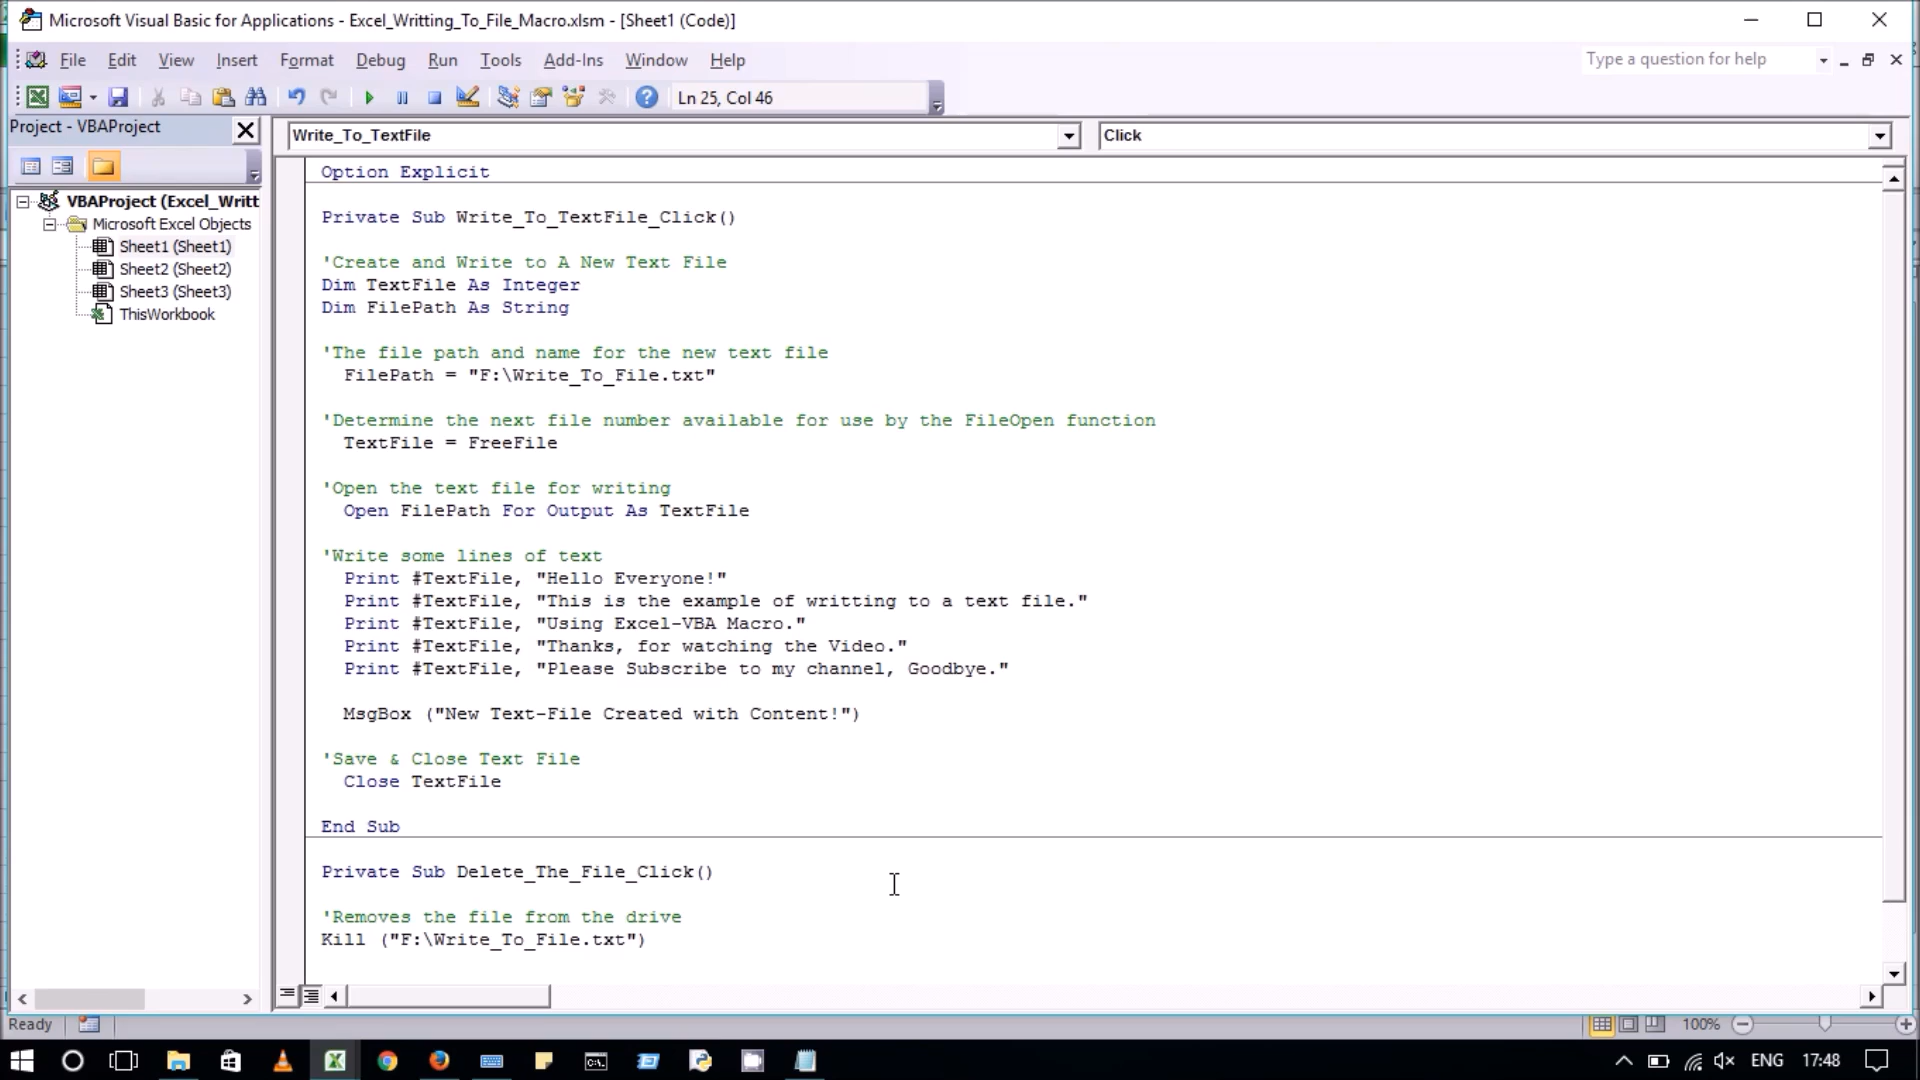 Microsoft Visual Basic for Applications - Excel_Writting_To_File_Macro.xlsm - [Sheet1 (Code)]
File Edit View Insert Format Debug Run Tools Add-Ins Window Help
Type a question for help
Ln 25, Col 46
Project - VBAProject
Write_To_TextFile
Click
VBAProject (Excel_Writt
Microsoft Excel Objects
Sheet1 (Sheet1)
Sheet2 (Sheet2)
Sheet3 (Sheet3)
ThisWorkbook
Option Explicit
Private Sub Write_To_TextFile_Click()
'Create and Write to A New Text File
Dim TextFile As Integer
Dim FilePath As String
'The file path and name for the new text file
FilePath = "F:\Write_To_File.txt"
'Determine the next file number available for use by the FileOpen function
TextFile = FreeFile
'Open the text file for writing
Open FilePath For Output As TextFile
'Write some lines of text
Print #TextFile, "Hello Everyone!"
Print #TextFile, "This is the example of writting to a text file."
Print #TextFile, "Using Excel-VBA Macro."
Print #TextFile, "Thanks, for watching the Video."
Print #TextFile, "Please Subscribe to my channel, Goodbye."
MsgBox ("New Text-File Created with Content!")
'Save & Close Text File
Close TextFile
End Sub
Private Sub Delete_The_File_Click()
'Removes the file from the drive
Kill ("F:\Write_To_File.txt")
Ready
100%
ENG 17:48